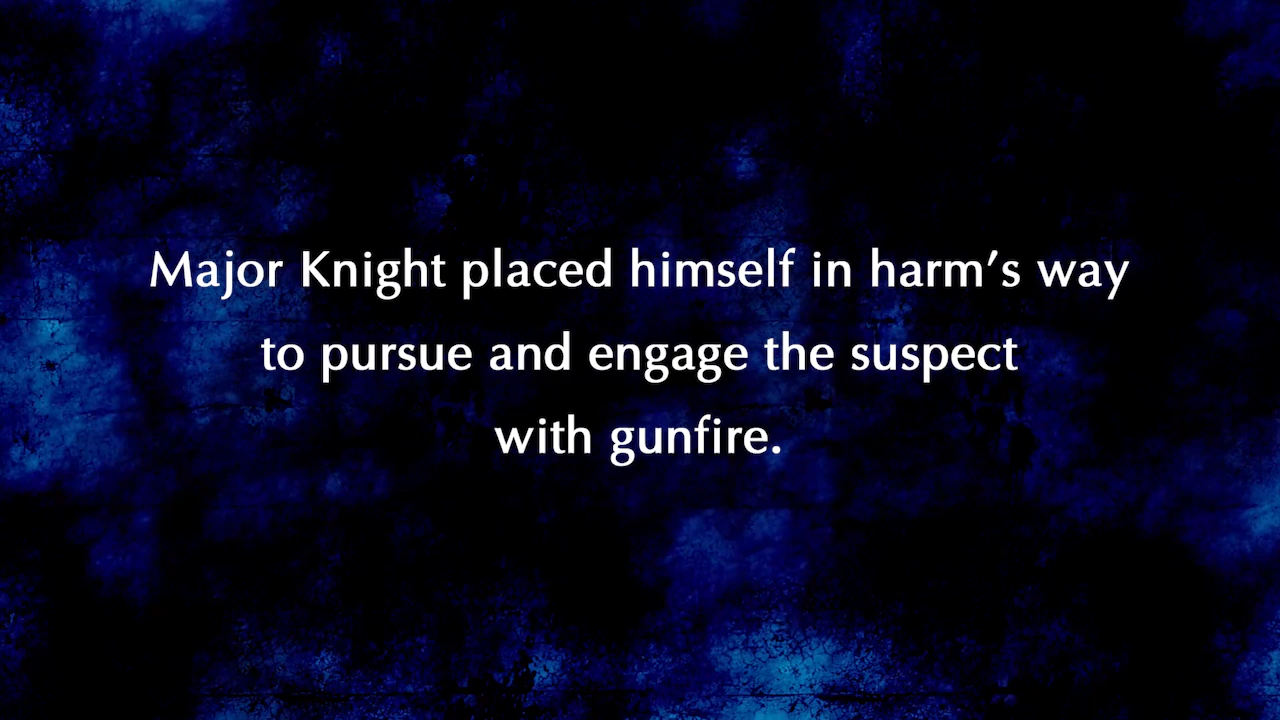 Major Knight placed himself in harm’s way
to pursue and engage the suspect
with gunfire.